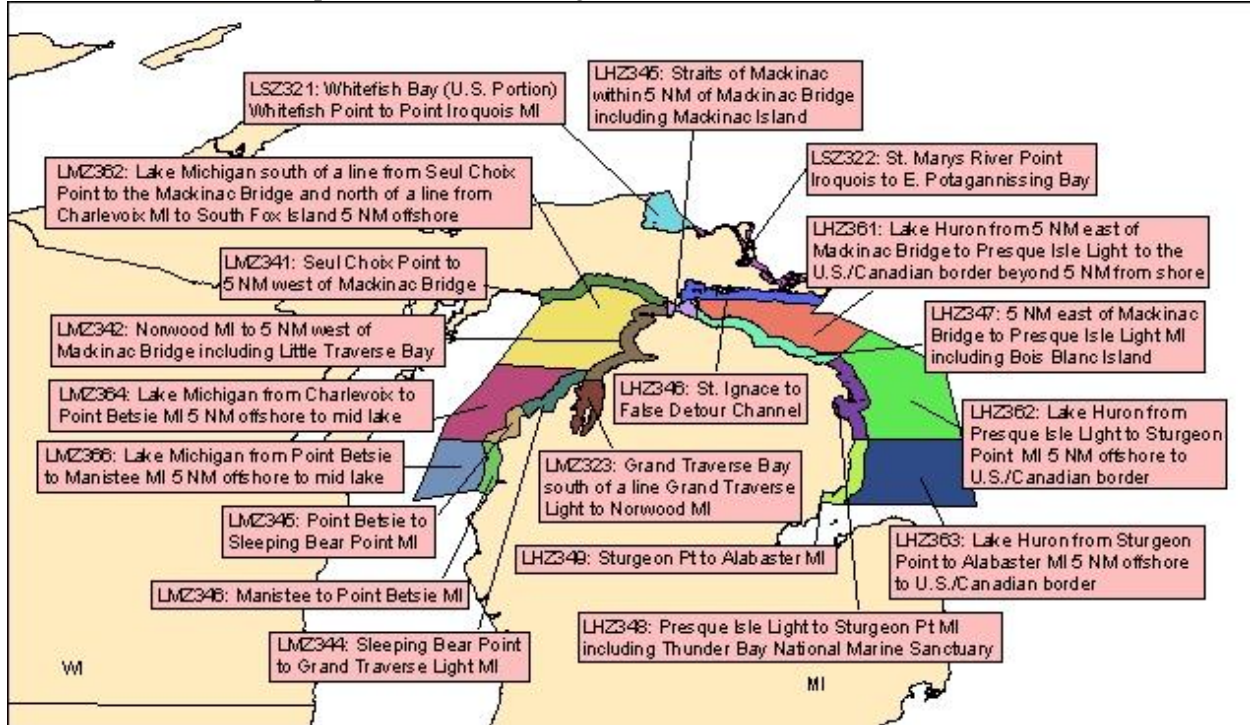 LSZ321: Whitefish Bay (U.S. Portion)
Whitefish Point to Point Iroquois MI
LHZ345: Straits of Mackinac
within 5 NM of Mackinac Bridge
including Mackinac Island
LMZ362: Lake Michigan south of a line from Seul Choix
Point to the Mackinac Bridge and north of a line from
Charlevoix MI to South Fox Island 5 NM offshore
LSZ322: St. Marys River Point
Iroquois to E. Potagannissing Bay
LHZ361: Lake Huron from 5 NM east of
Mackinac Bridge to Presque Isle Light to the
U.S./Canadian border beyond 5 NM from shore
LMZ341: Seul Choix Point to
5 NM west of Mackinac Bridge
LHZ347: 5 NM east of Mackinac
Bridge to Presque Isle Light MI
including Bois Blanc Island
LMZ342: Norwood MI to 5 NM west of
Mackinac Bridge including Little Traverse Bay
LMZ364: Lake Michigan from Charlevoix to
Point Betsie MI 5 NM offshore to mid lake
LHZ346: St. Ignace to
False Detour Channel
LHZ362: Lake Huron from
Presque Isle Light to Sturgeon
Point MI 5 NM offshore to
U.S./Canadian border
LMZ366: Lake Michigan from Point Betsie
to Manistee MI 5 NM offshore to mid lake
LMZ323: Grand Traverse Bay
south of a line Grand Traverse
Light to Norwood MI
LMZ345: Point Betsie to
Sleeping Bear Point MI
LHZ349: Sturgeon Pt to Alabaster MI
LHZ363: Lake Huron from Sturgeon
Point to Alabaster MI 5 NM offshore
to U.S./Canadian border
LMZ346: Manistee to Point Betsie MI
LHZ348: Presque Isle Light to Sturgeon Pt MI
including Thunder Bay National Marine Sanctuary
LMZ344: Sleeping Bear Point
to Grand Traverse Light MI
WI
MI